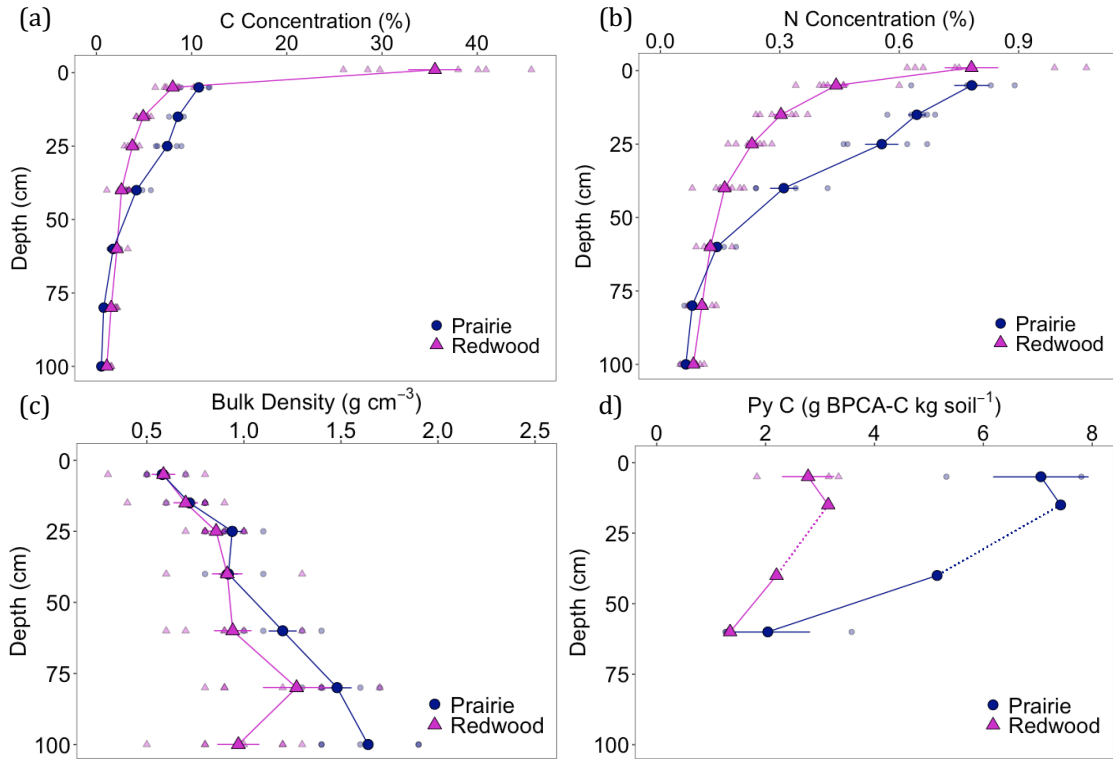 (a)
C Concentration (%)
0 10 20 30 40
Depth (cm)
0
25
50
75
100
Prairie
Redwood
(b)
N Concentration (%)
0.0 0.3 0.6 0.9
Depth (cm)
0
25
50
75
100
Prairie
Redwood
(c)
Bulk Density (g cm⁻³)
0.5 1.0 1.5 2.0 2.5
Depth (cm)
0
25
50
75
100
Prairie
Redwood
d)
Py C (g BPCA-C kg soil⁻¹)
0 2 4 6 8
Depth (cm)
0
25
50
75
100
Prairie
Redwood